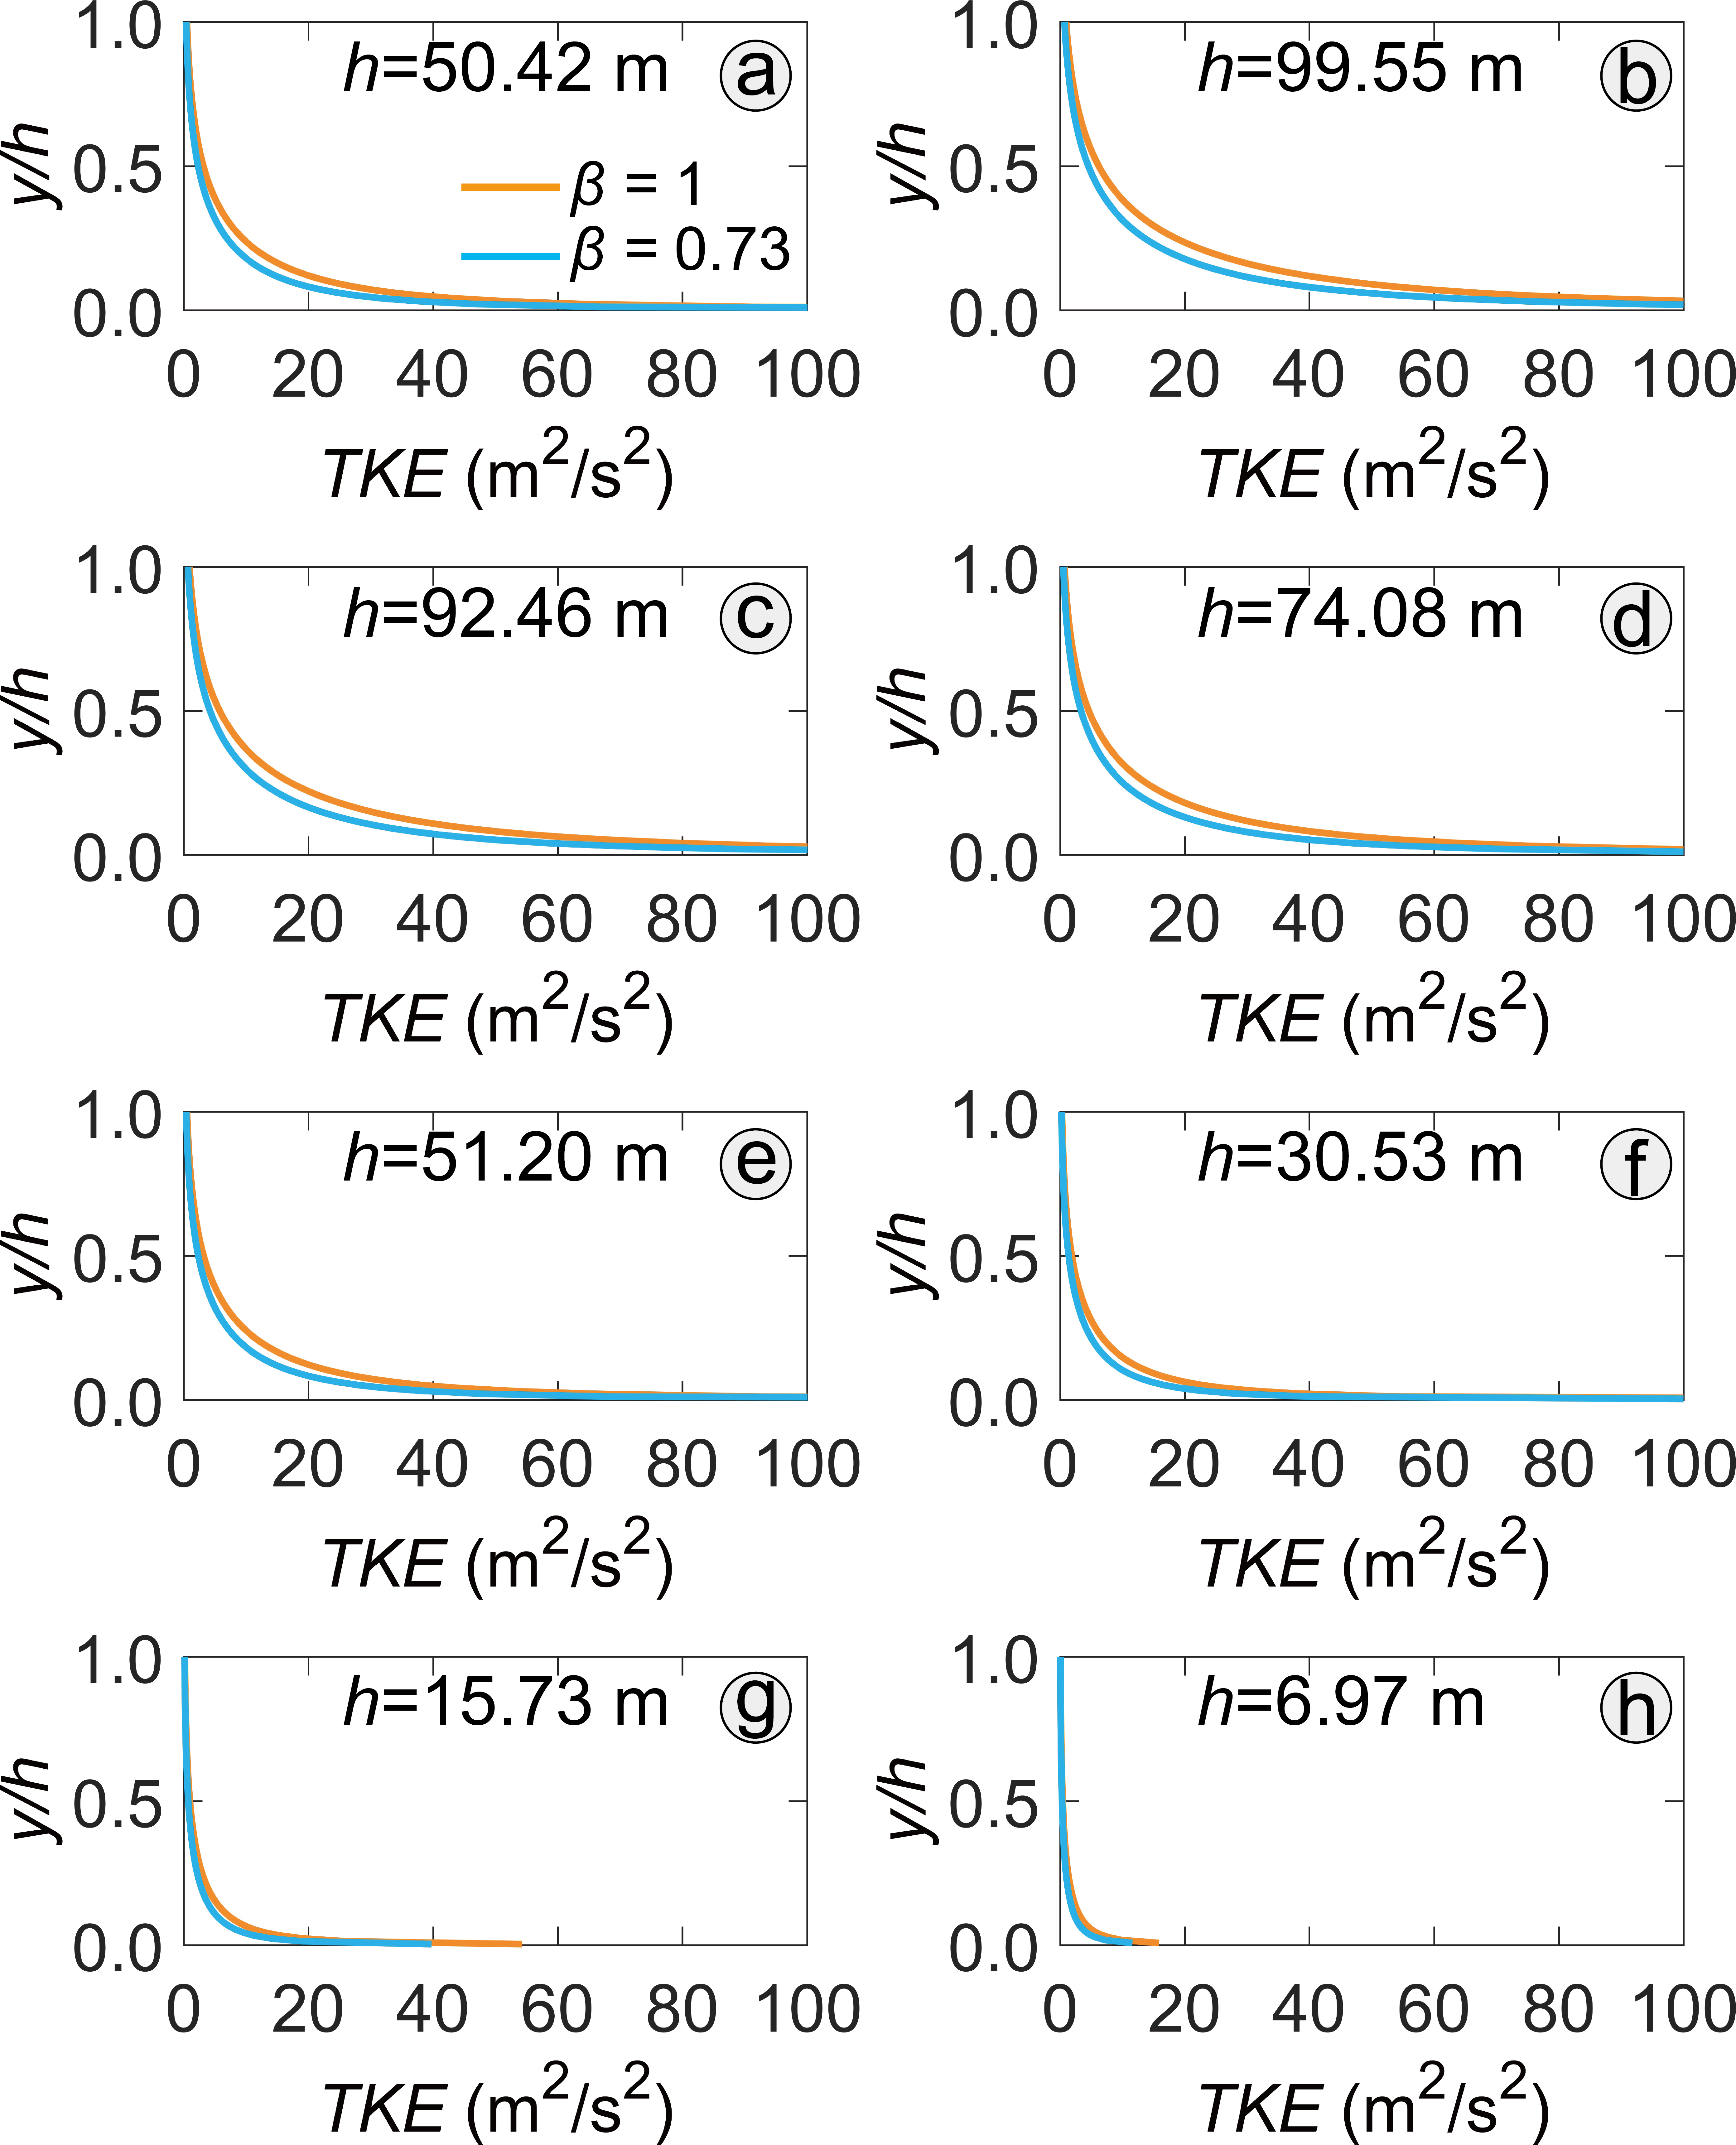 1.0
h=50.42 m
a
y/h
0.5
β = 1
β = 0.73
0.0
0 20 40 60 80 100
TKE (m²/s²)
1.0
h=99.55 m
b
y/h
0.5
0.0
0 20 40 60 80 100
TKE (m²/s²)
1.0
h=92.46 m
c
y/h
0.5
0.0
0 20 40 60 80 100
TKE (m²/s²)
1.0
h=74.08 m
d
y/h
0.5
0.0
0 20 40 60 80 100
TKE (m²/s²)
1.0
h=51.20 m
e
y/h
0.5
0.0
0 20 40 60 80 100
TKE (m²/s²)
1.0
h=30.53 m
f
y/h
0.5
0.0
0 20 40 60 80 100
TKE (m²/s²)
1.0
h=15.73 m
g
y/h
0.5
0.0
0 20 40 60 80 100
TKE (m²/s²)
1.0
h=6.97 m
h
y/h
0.5
0.0
0 20 40 60 80 100
TKE (m²/s²)